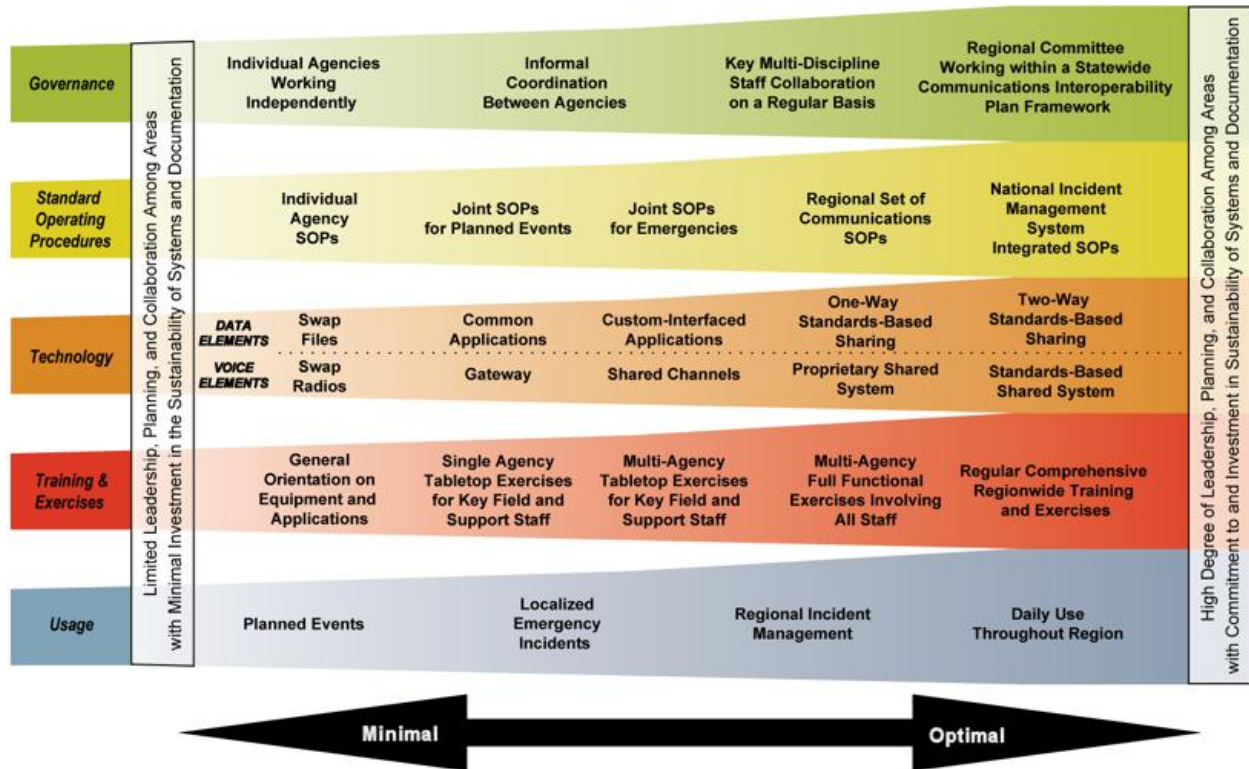 Governance
Individual Agencies
Working
Independently
Informal
Coordination
Between Agencies
Key Multi-Discipline
Staff Collaboration
on a Regular Basis
Regional Committee
Working within a Statewide
Communications Interoperability
Plan Framework
Standard
Operating
Procedures
Individual
Agency
SOPs
Joint SOPs
for Planned Events
Joint SOPs
for Emergencies
Regional Set of
Communications
SOPs
National Incident
Management
System
Integrated SOPs
Technology
DATA
ELEMENTS
Swap
Files
Common
Applications
Custom-Interfaced
Applications
One-Way
Standards-Based
Sharing
Two-Way
Standards-Based
Sharing
VOICE
ELEMENTS
Swap
Radios
Gateway
Shared Channels
Proprietary Shared
System
Standards-Based
Shared System
Training &
Exercises
General
Orientation on
Equipment and
Applications
Single Agency
Tabletop Exercises
for Key Field and
Support Staff
Multi-Agency
Tabletop Exercises
for Key Field and
Support Staff
Multi-Agency
Full Functional
Exercises Involving
All Staff
Regular Comprehensive
Regionwide Training
and Exercises
Usage
Planned Events
Localized
Emergency
Incidents
Regional Incident
Management
Daily Use
Throughout Region
Limited Leadership, Planning, and Collaboration Among Areas
with Minimal Investment in the Sustainability of Systems and Documentation
High Degree of Leadership, Planning, and Collaboration Among Areas
with Commitment to and Investment in Sustainability of Systems and Documentation
Minimal
Optimal